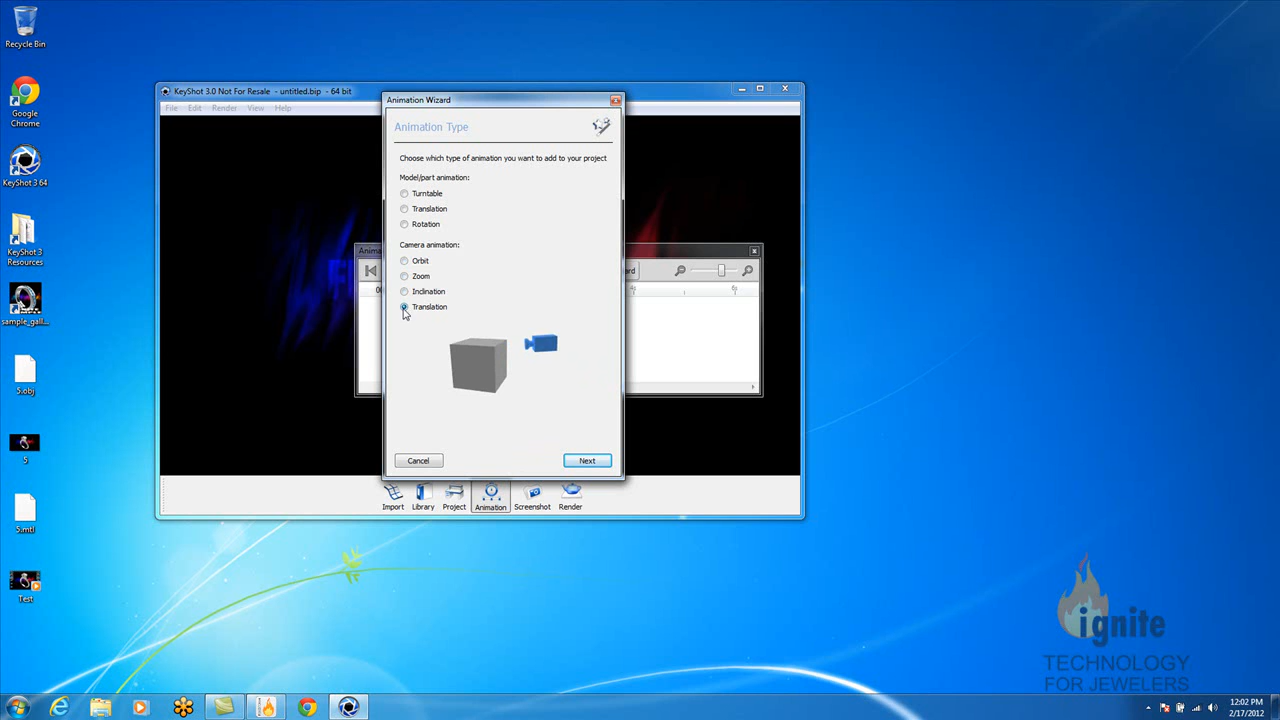 Recycle Bin
Google
Chrome
KeyShot 3 64
KeyShot 3
Resources
sample_gall...
5.obj
5
5.mtl
Test
KeyShot 3.0 Not For Resale - untitled.bip - 64 bit
File Edit Render View Help
Animation Wizard
Animation Type
Choose which type of animation you want to add to your project
Model/part animation:
Turntable
Translation
Rotation
Camera animation:
Orbit
Zoom
Inclination
Translation
Cancel Next
Import Library Project Animation Screenshot Render
ignite
TECHNOLOGY
FOR JEWELERS
12:02 PM
2/17/2012